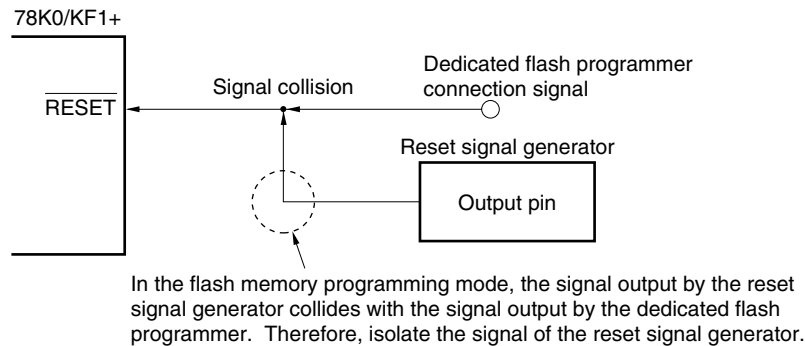 78K0/KF1+
Dedicated flash programmer
connection signal
Signal collision
RESET
Reset signal generator
Output pin
In the flash memory programming mode, the signal output by the reset
signal generator collides with the signal output by the dedicated flash
programmer. Therefore, isolate the signal of the reset signal generator.